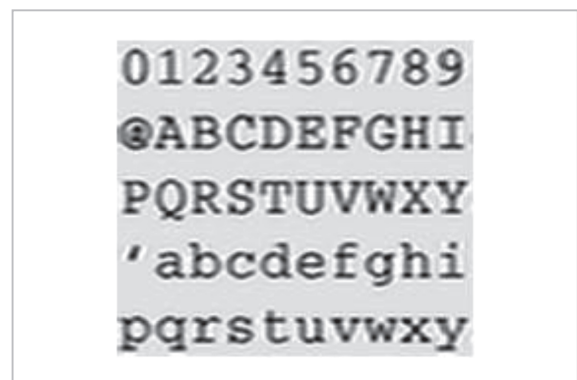 0123456789
@ABCDEFGHI
PQRSTUVWXY
′abcdefghi
pqrstuvwxy